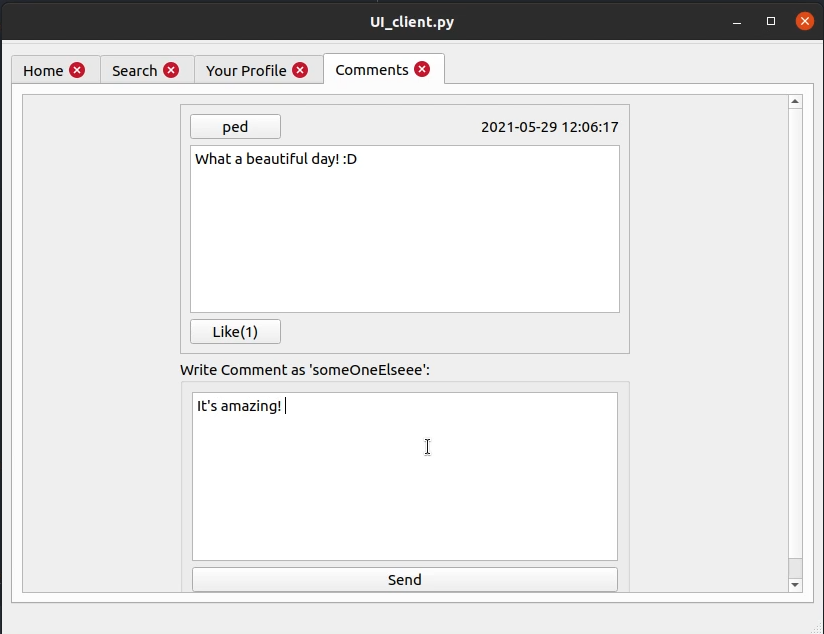 UI_client.py
Home Search Your Profile Comments
ped 2021-05-29 12:06:17
What a beautiful day! :D
Like(1)
Write Comment as 'someOneElseee':
It's amazing!
Send